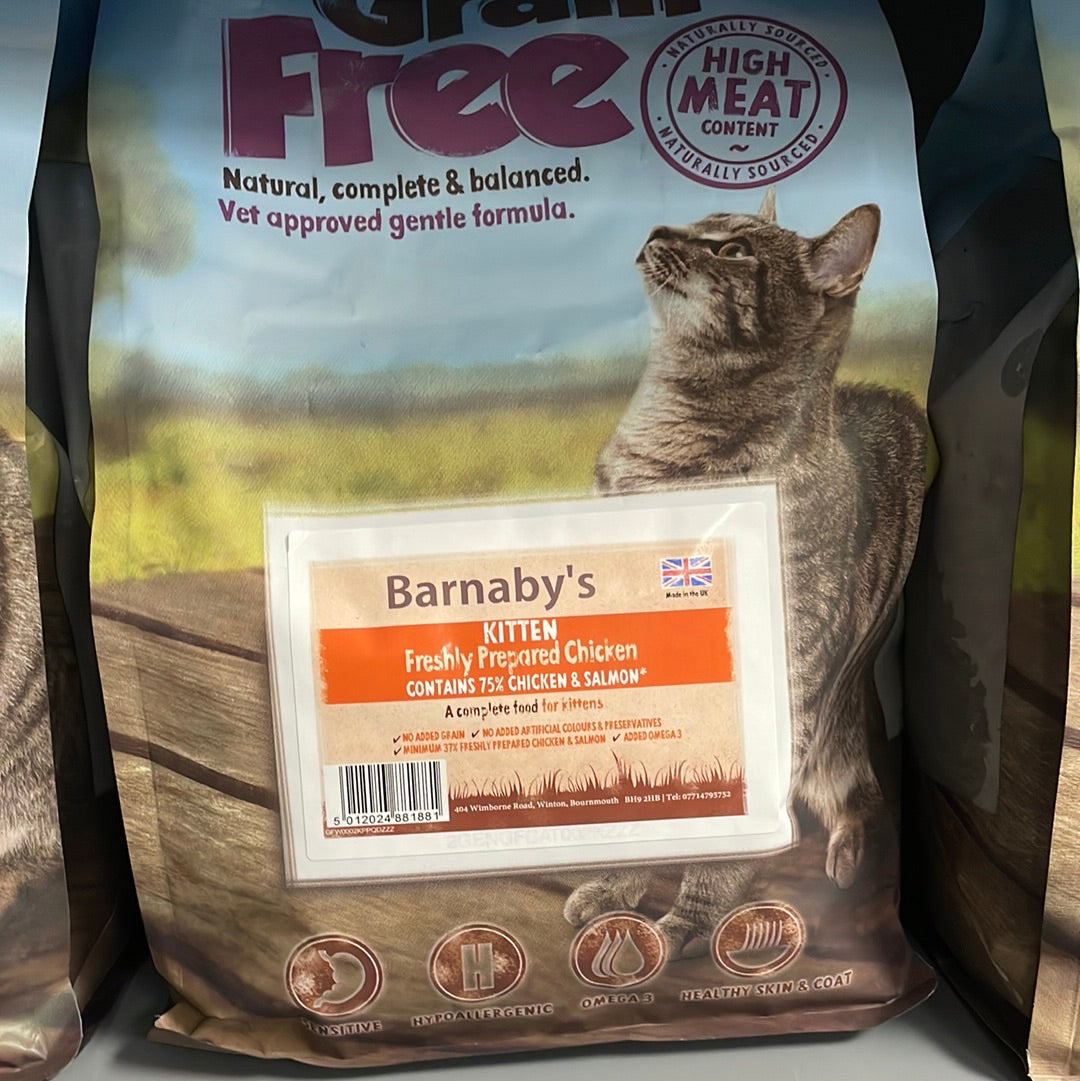 Grain
Free
NATURALLY SOURCED
HIGH
MEAT
CONTENT
NATURALLY SOURCED
Natural, complete & balanced.
Vet approved gentle formula.
Barnaby's
Made in the UK
KITTEN
Freshly Prepared Chicken
CONTAINS 75% CHICKEN & SALMON*
A complete food for kittens
✓ NO ADDED GRAIN ✓ NO ADDED ARTIFICIAL COLOURS & PRESERVATIVES
✓ MINIMUM 37% FRESHLY PREPARED CHICKEN & SALMON ✓ ADDED OMEGA 3
5 012024 881881
404 Wimborne Road, Winton, Bournemouth BH9 2HB | Tel: 07714795752
SENSITIVE
H
HYPOALLERGENIC
OMEGA 3
HEALTHY SKIN & COAT